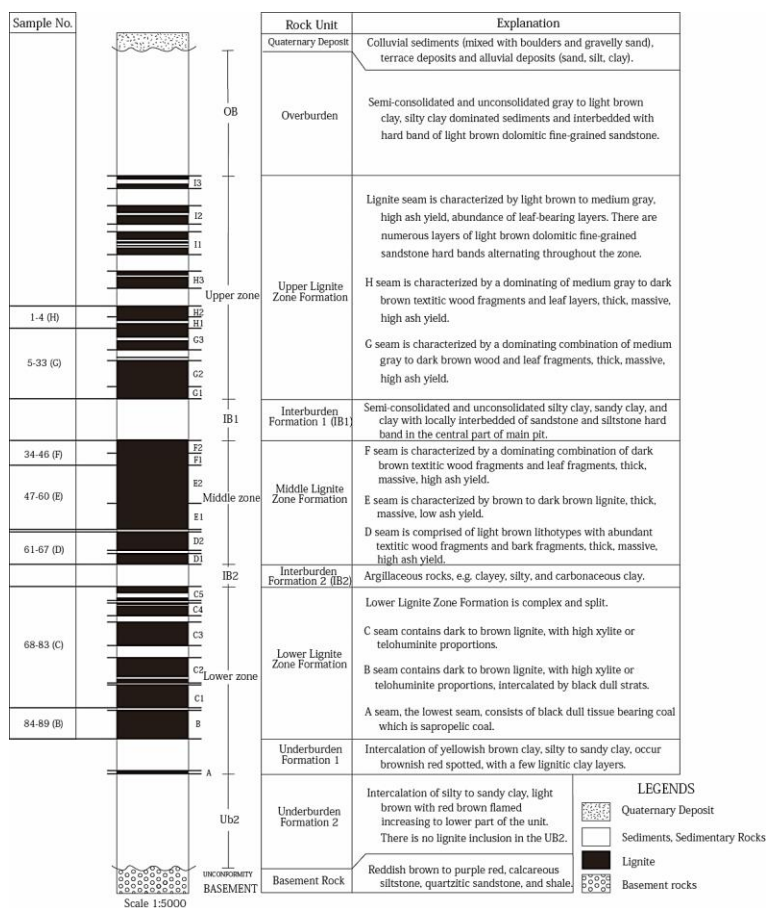 Sample No.
Rock Unit
Explanation
Quaternary Deposit
Colluvial sediments (mixed with boulders and gravelly sand),
terrace deposits and alluvial deposits (sand, silt, clay).
OB
Overburden
Semi-consolidated and unconsolidated gray to light brown
clay, silty clay dominated sediments and interbedded with
hard band of light brown dolomitic fine-grained sandstone.
I3
I2
I1
H3
Upper zone
H2
H1
G3
G2
G1
1-4 (H)
5-33 (G)
Upper Lignite
Zone Formation
Lignite seam is characterized by light brown to medium gray,
high ash yield, abundance of leaf-bearing layers. There are
numerous layers of light brown dolomitic fine-grained
sandstone hard bands alternating throughout the zone.
H seam is characterized by a dominating of medium gray to dark
brown textitic wood fragments and leaf layers, thick, massive,
high ash yield.
G seam is characterized by a dominating combination of medium
gray to dark brown wood and leaf fragments, thick, massive,
high ash yield.
IB1
Interburden
Formation 1 (IB1)
Semi-consolidated and unconsolidated silty clay, sandy clay, and
clay with locally interbedded of sandstone and siltstone hard
band in the central part of main pit.
34-46 (F)
47-60 (E)
61-67 (D)
F2
F1
E2
Middle zone
E1
D2
D1
Middle Lignite
Zone Formation
F seam is characterized by a dominating combination of dark
brown textitic wood fragments and leaf fragments, thick,
massive, high ash yield.
E seam is characterized by brown to dark brown lignite, thick,
massive, low ash yield.
D seam is comprised of light brown lithotypes with abundant
textitic wood fragments and bark fragments, thick, massive,
high ash yield.
IB2
Interburden
Formation 2 (IB2)
Argillaceous rocks, e.g. clayey, silty, and carbonaceous clay.
68-83 (C)
84-89 (B)
C5
C4
C3
C2
Lower zone
C1
B
A
Lower Lignite
Zone Formation
Lower Lignite Zone Formation is complex and split.
C seam contains dark to brown lignite, with high xylite or
telohuminite proportions.
B seam contains dark to brown lignite, with high xylite or
telohuminite proportions, intercalated by black dull strats.
A seam, the lowest seam, consists of black dull tissue bearing coal
which is sapropelic coal.
Underburden
Formation 1
Intercalation of yellowish brown clay, silty to sandy clay, occur
brownish red spotted, with a few lignitic clay layers.
Ub2
Underburden
Formation 2
Intercalation of silty to sandy clay, light
brown with red brown flamed
increasing to lower part of the unit.
There is no lignite inclusion in the UB2.
UNCONFORMITY
BASEMENT
Basement Rock
Reddish brown to purple red, calcareous
siltstone, quartzitic sandstone, and shale.
Scale 1:5000
LEGENDS
Quaternary Deposit
Sediments, Sedimentary Rocks
Lignite
Basement rocks